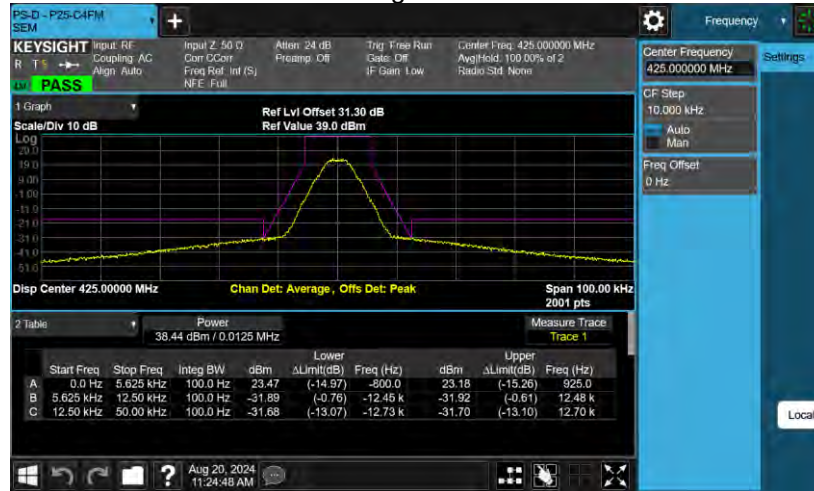 PS-D - P25-C4FM
SEM
Frequency
KEYSIGHT
Input: RF
Coupling: AC
Align: Auto
Input Z: 50 Ω
Corr CCorr
Freq Ref: Int (S)
NFE: Full
Atten: 24 dB
Preamp: Off
Trig: Free Run
Gate: Off
IF Gain: Low
Center Freq: 425.000000 MHz
Avg|Hold: 100.00% of 2
Radio Std: None
PASS
Center Frequency
425.000000 MHz
Settings
CF Step
10.000 kHz
Auto
Man
Freq Offset
0 Hz
1 Graph
Scale/Div 10 dB
Ref Lvl Offset 31.30 dB
Ref Value 39.0 dBm
Log
29.0
19.0
9.00
-1.00
-11.0
-21.0
-31.0
-41.0
-51.0
Disp Center 425.00000 MHz
Chan Det: Average, Offs Det: Peak
Span 100.00 kHz
2001 pts
2 Table
Power
38.44 dBm / 0.0125 MHz
Measure Trace
Trace 1
Lower Upper
Start Freq Stop Freq Integ BW dBm ΔLimit(dB) Freq (Hz) dBm ΔLimit(dB) Freq (Hz)
A 0.0 Hz 5.625 kHz 100.0 Hz 23.47 (-14.97) -800.0 23.18 (-15.26) 925.0
B 5.625 kHz 12.50 kHz 100.0 Hz -31.89 (-0.76) -12.45 k -31.92 (-0.61) 12.48 k
C 12.50 kHz 50.00 kHz 100.0 Hz -31.68 (-13.07) -12.73 k -31.70 (-13.10) 12.70 k
Local
?
Aug 20, 2024
11:24:48 AM